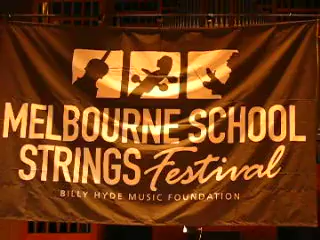 MELBOURNE SCHOOL
STRINGS Festival
BILLY HYDE MUSIC FOUNDATION